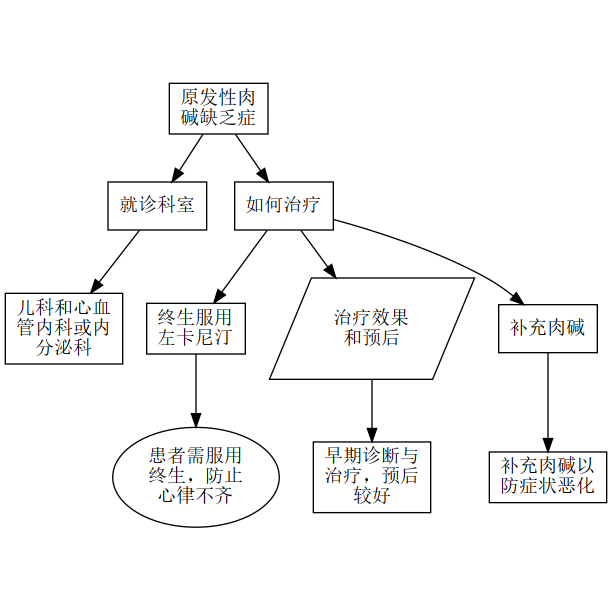 原发性肉
碱缺乏症
就诊科室
如何治疗
儿科和心血
管内科或内
分泌科
终生服用
左卡尼汀
治疗效果
和预后
补充肉碱
患者需服用
终生，防止
心律不齐
早期诊断与
治疗，预后
较好
补充肉碱以
防症状恶化